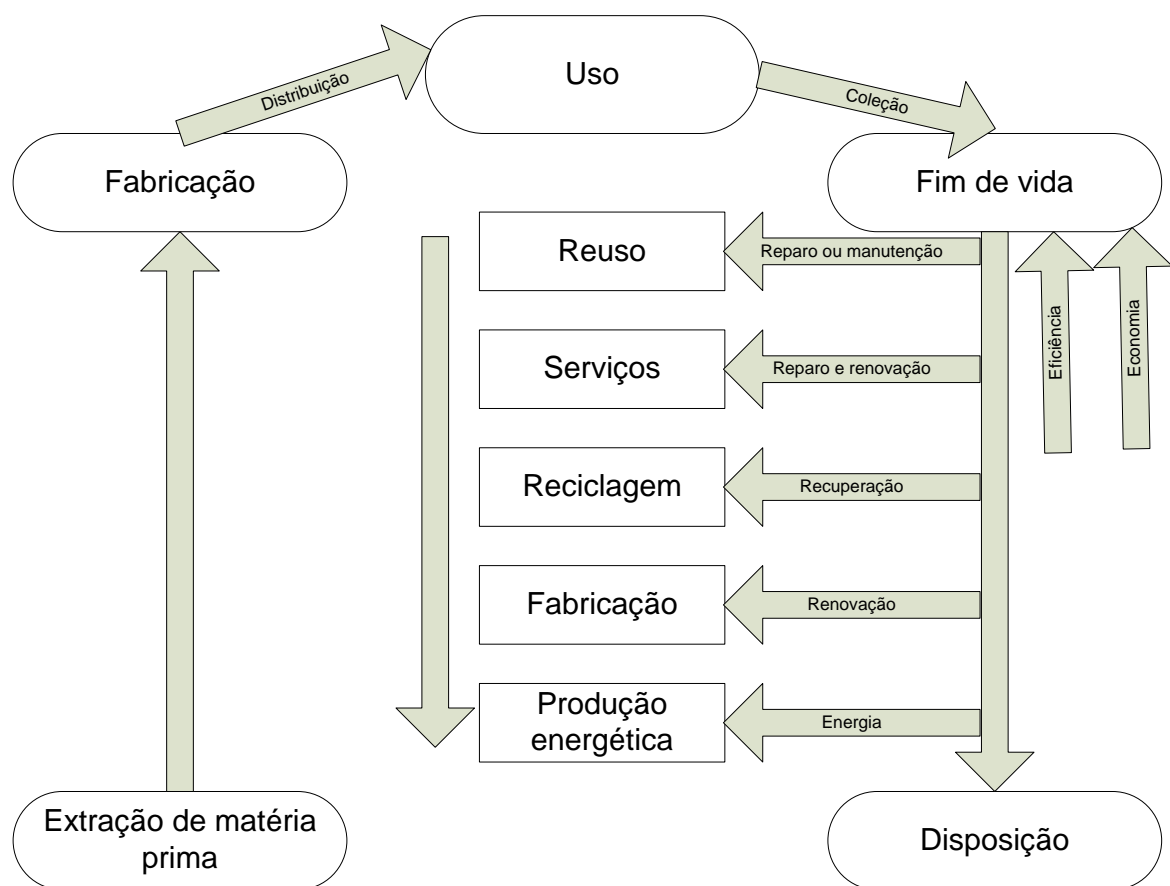 Uso
Distribuição
Coleção
Fabricação
Fim de vida
Reuso
Reparo ou manutenção
Eficiência
Economia
Serviços
Reparo e renovação
Reciclagem
Recuperação
Fabricação
Renovação
Produção
energética
Energia
Extração de matéria
prima
Disposição